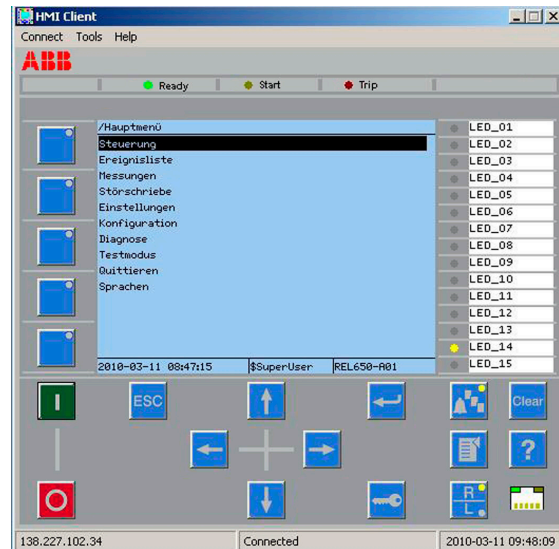 HMI Client
Connect Tools Help
ABB
Ready Start Trip
/Hauptmenü
Steuerung
Ereignisliste
Messungen
Störschriebe
Einstellungen
Konfiguration
Diagnose
Testmodus
Quittieren
Sprachen
2010-03-11 08:47:15 $SuperUser REL650-A01
LED_01
LED_02
LED_03
LED_04
LED_05
LED_06
LED_07
LED_08
LED_09
LED_10
LED_11
LED_12
LED_13
LED_14
LED_15
I ESC Clear
?
O R/L
138.227.102.34 Connected 2010-03-11 09:48:09